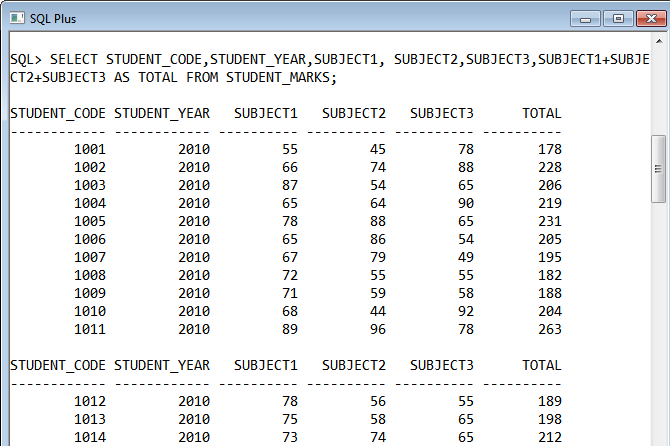 SQL Plus
SQL> SELECT STUDENT_CODE,STUDENT_YEAR,SUBJECT1, SUBJECT2,SUBJECT3,SUBJECT1+SUBJE
CT2+SUBJECT3 AS TOTAL FROM STUDENT_MARKS;
STUDENT_CODE STUDENT_YEAR SUBJECT1 SUBJECT2 SUBJECT3 TOTAL
------------ ------------ ---------- ---------- ---------- ----------
1001 2010 55 45 78 178
1002 2010 66 74 88 228
1003 2010 87 54 65 206
1004 2010 65 64 90 219
1005 2010 78 88 65 231
1006 2010 65 86 54 205
1007 2010 67 79 49 195
1008 2010 72 55 55 182
1009 2010 71 59 58 188
1010 2010 68 44 92 204
1011 2010 89 96 78 263
STUDENT_CODE STUDENT_YEAR SUBJECT1 SUBJECT2 SUBJECT3 TOTAL
------------ ------------ ---------- ---------- ---------- ----------
1012 2010 78 56 55 189
1013 2010 75 58 65 198
1014 2010 73 74 65 212